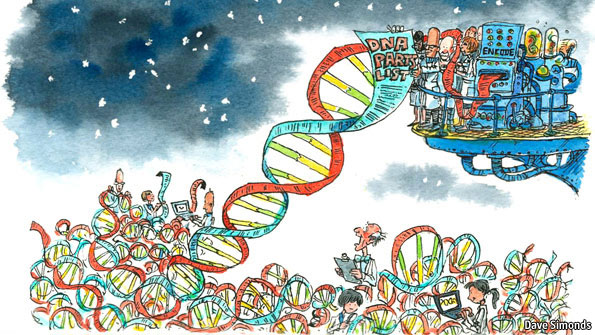 DNA
PARTS
LIST
ENCODE
Dave Simonds